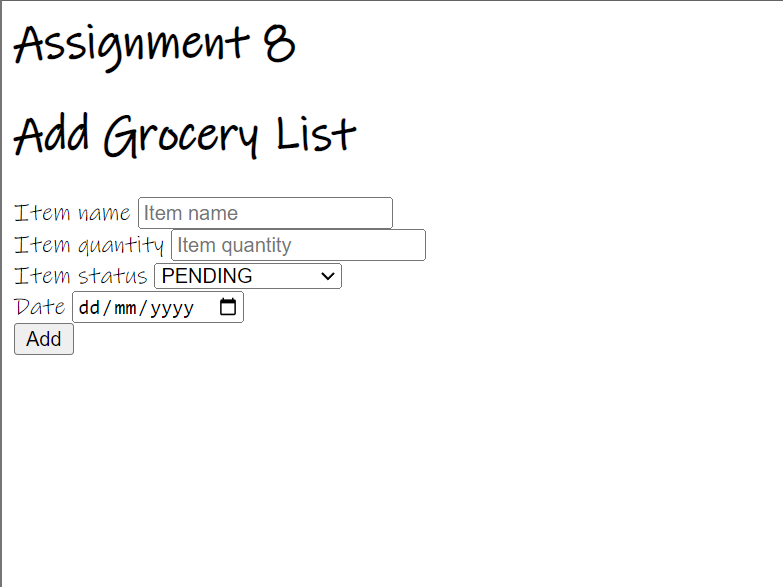 Assignment 8
Add Grocery List
Item name Item name
Item quantity Item quantity
Item status PENDING
Date dd/mm/yyyy
Add